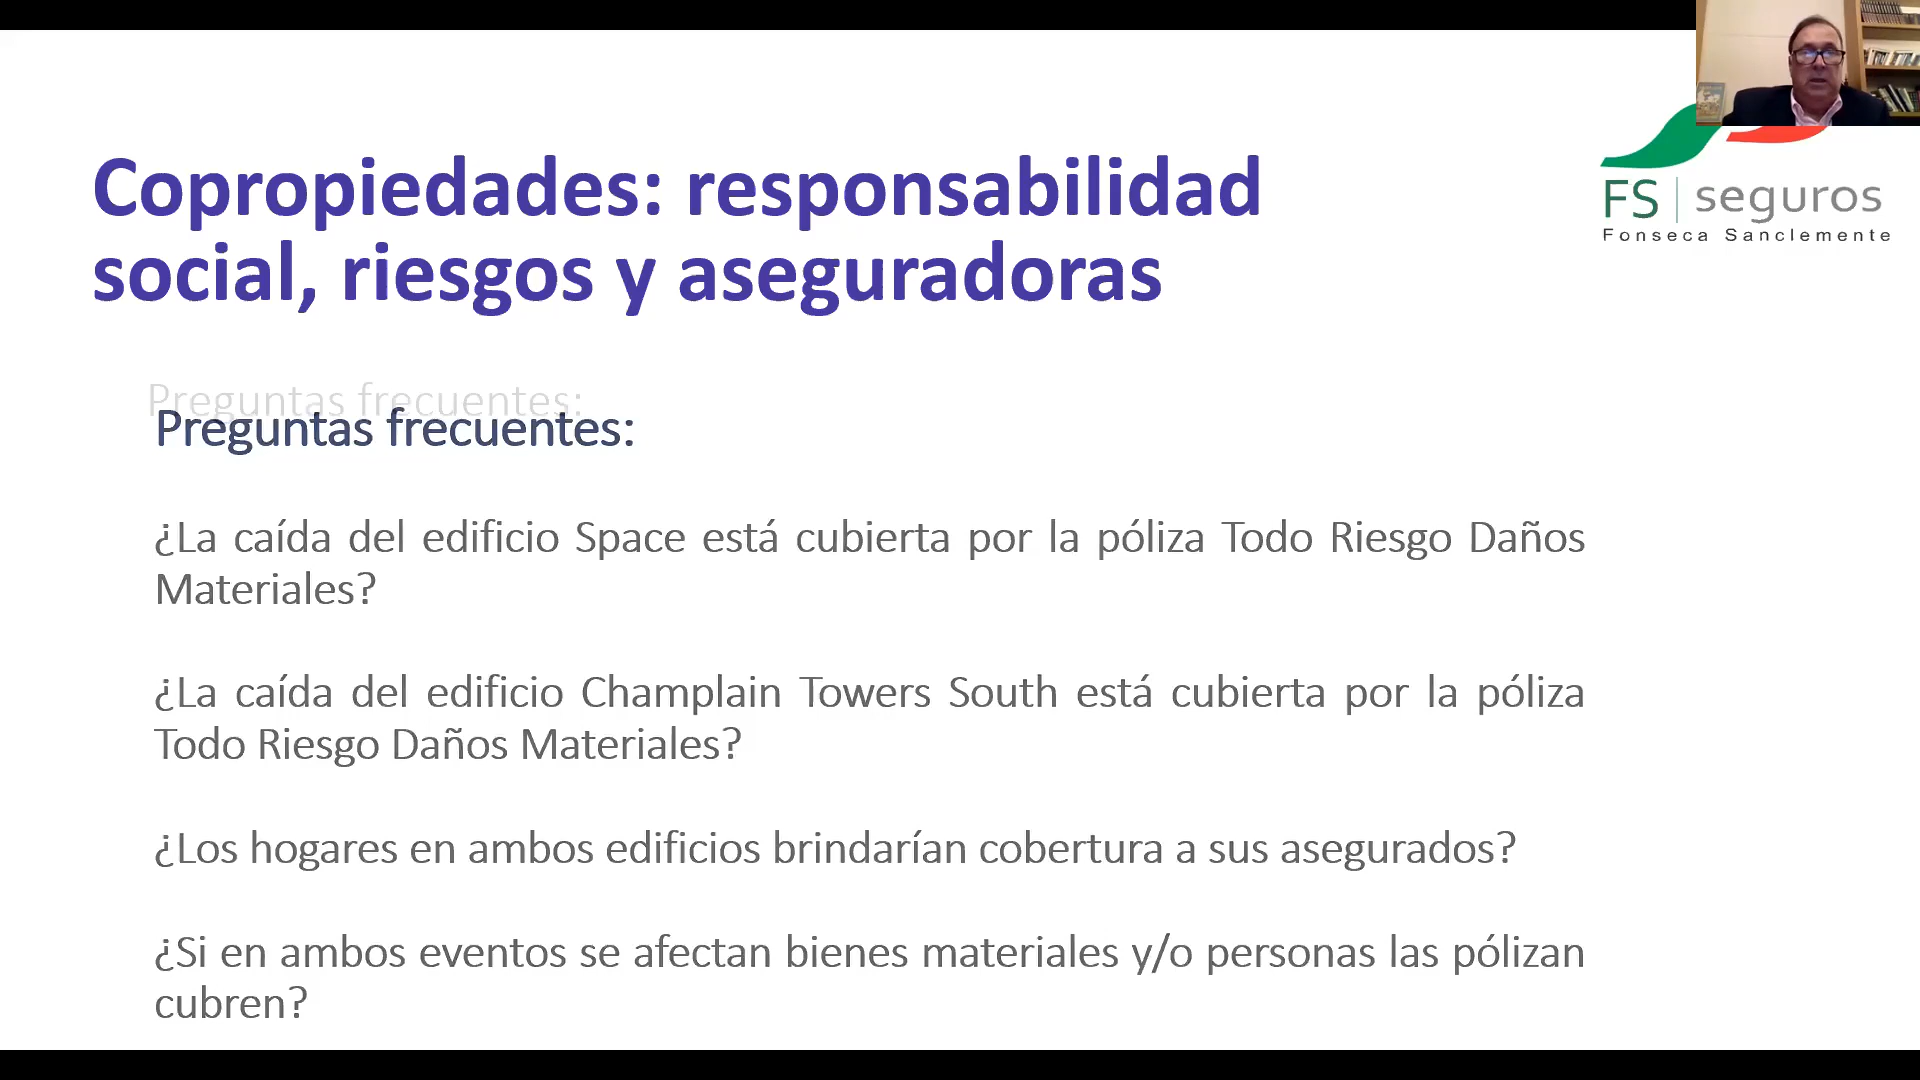 Copropiedades: responsabilidad
social, riesgos y aseguradoras
FS seguros
Fonseca Sanclemente
Preguntas frecuentes:
Preguntas frecuentes:
¿La caída del edificio Space está cubierta por la póliza Todo Riesgo Daños
Materiales?
¿La caída del edificio Champlain Towers South está cubierta por la póliza
Todo Riesgo Daños Materiales?
¿Los hogares en ambos edificios brindarían cobertura a sus asegurados?
¿Si en ambos eventos se afectan bienes materiales y/o personas las pólizan
cubren?